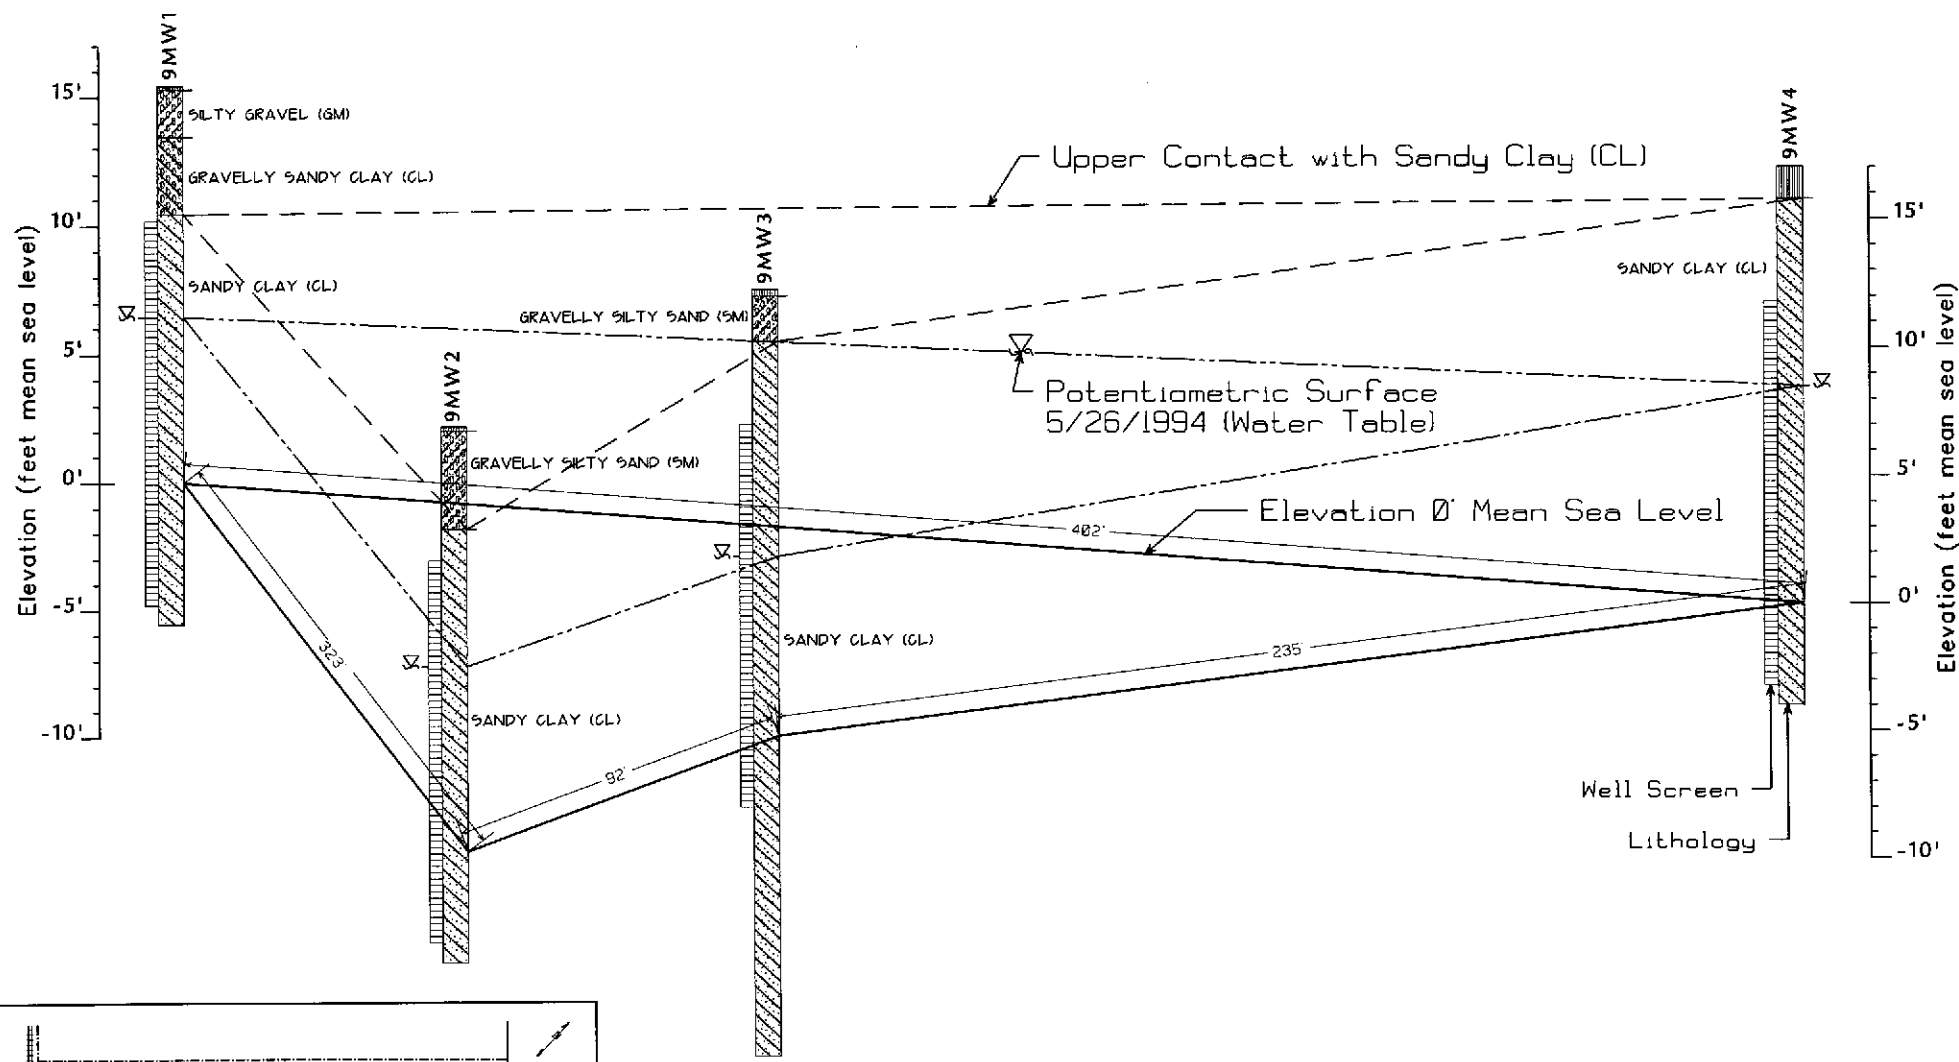 9MW1
15'
SILTY GRAVEL (GM)
GRAVELLY SANDY CLAY (CL)
10'
SANDY CLAY (CL)
5'
0'
-5'
-10'
Elevation (feet mean sea level)
9MW2
GRAVELLY SILTY SAND (SM)
SANDY CLAY (CL)
9MW3
GRAVELLY SILTY SAND (SM)
SANDY CLAY (CL)
Upper Contact with Sandy Clay (CL)
Potentiometric Surface
5/26/1994 (Water Table)
Elevation 0' Mean Sea Level
402'
323'
92'
235'
9MW4
SANDY CLAY (CL)
15'
10'
5'
0'
-5'
-10'
Elevation (feet mean sea level)
Well Screen
Lithology